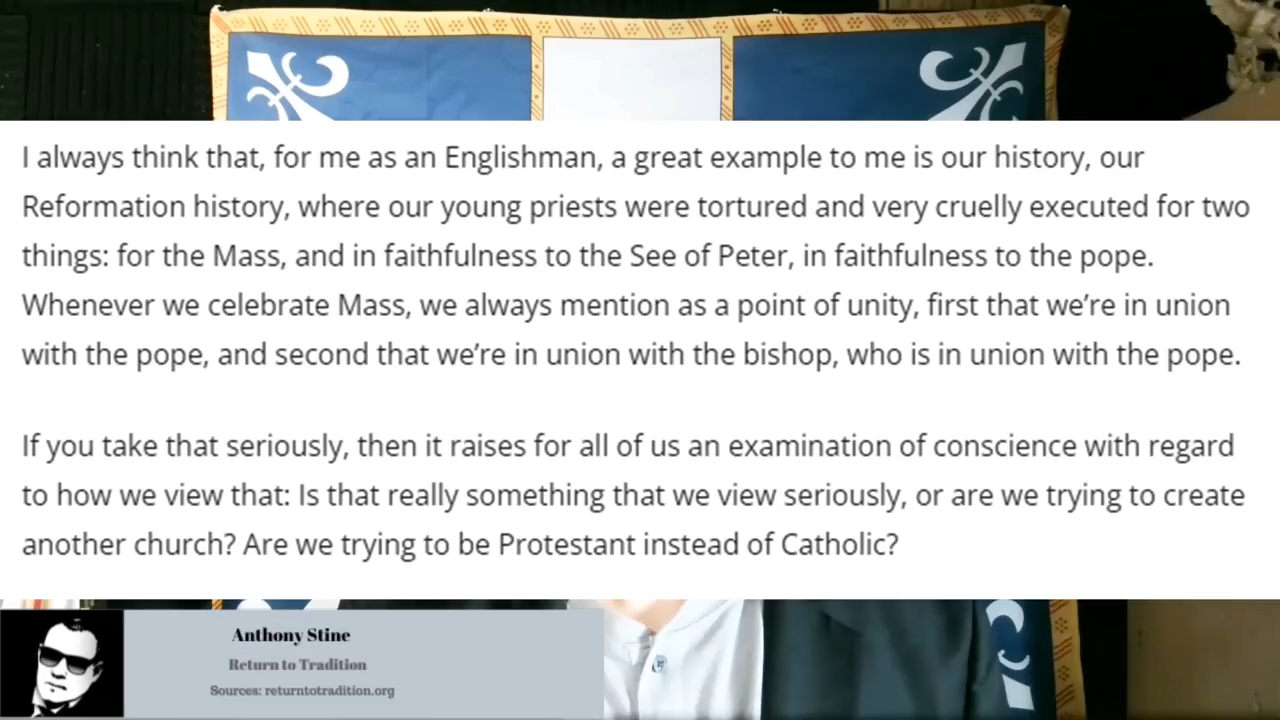 I always think that, for me as an Englishman, a great example to me is our history, our
Reformation history, where our young priests were tortured and very cruelly executed for two
things: for the Mass, and in faithfulness to the See of Peter, in faithfulness to the pope.
Whenever we celebrate Mass, we always mention as a point of unity, first that we’re in union
with the pope, and second that we’re in union with the bishop, who is in union with the pope.
If you take that seriously, then it raises for all of us an examination of conscience with regard
to how we view that: Is that really something that we view seriously, or are we trying to create
another church? Are we trying to be Protestant instead of Catholic?
Anthony Stine
Return to Tradition
Sources: returntotradition.org